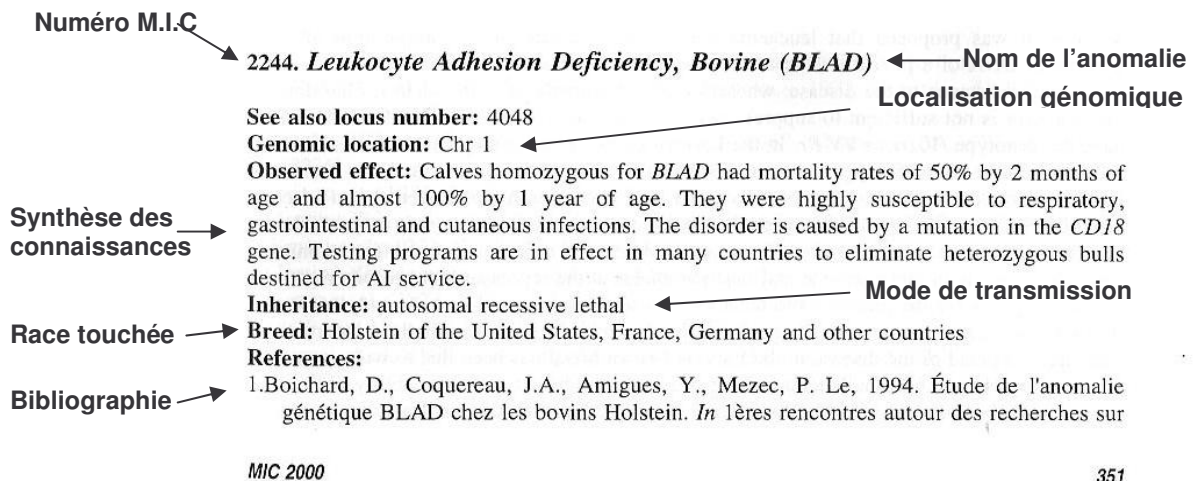 Numéro M.I.C
2244. Leukocyte Adhesion Deficiency, Bovine (BLAD)
Nom de l'anomalie
Localisation génomique
See also locus number: 4048
Genomic location: Chr 1
Observed effect: Calves homozygous for BLAD had mortality rates of 50% by 2 months of
age and almost 100% by 1 year of age. They were highly susceptible to respiratory,
Synthèse des
connaissances
gastrointestinal and cutaneous infections. The disorder is caused by a mutation in the CD18
gene. Testing programs are in effect in many countries to eliminate heterozygous bulls
destined for AI service.
Mode de transmission
Inheritance: autosomal recessive lethal
Race touchée
Breed: Holstein of the United States, France, Germany and other countries
References:
Bibliographie
1.Boichard, D., Coquereau, J.A., Amigues, Y., Mezec, P. Le, 1994. Étude de l'anomalie
génétique BLAD chez les bovins Holstein. In 1ères rencontres autour des recherches sur
MIC 2000
351